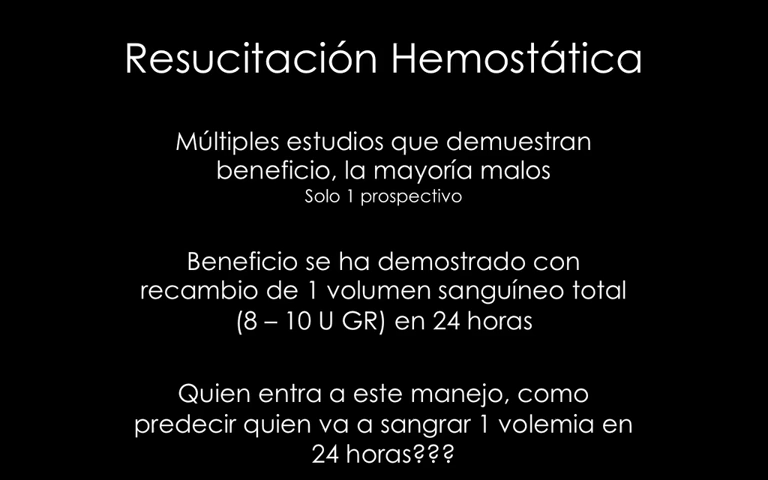 Resucitación Hemostática
Múltiples estudios que demuestran
beneficio, la mayoría malos
Solo 1 prospectivo
Beneficio se ha demostrado con
recambio de 1 volumen sanguíneo total
(8 – 10 U GR) en 24 horas
Quien entra a este manejo, como
predecir quien va a sangrar 1 volemia en
24 horas???